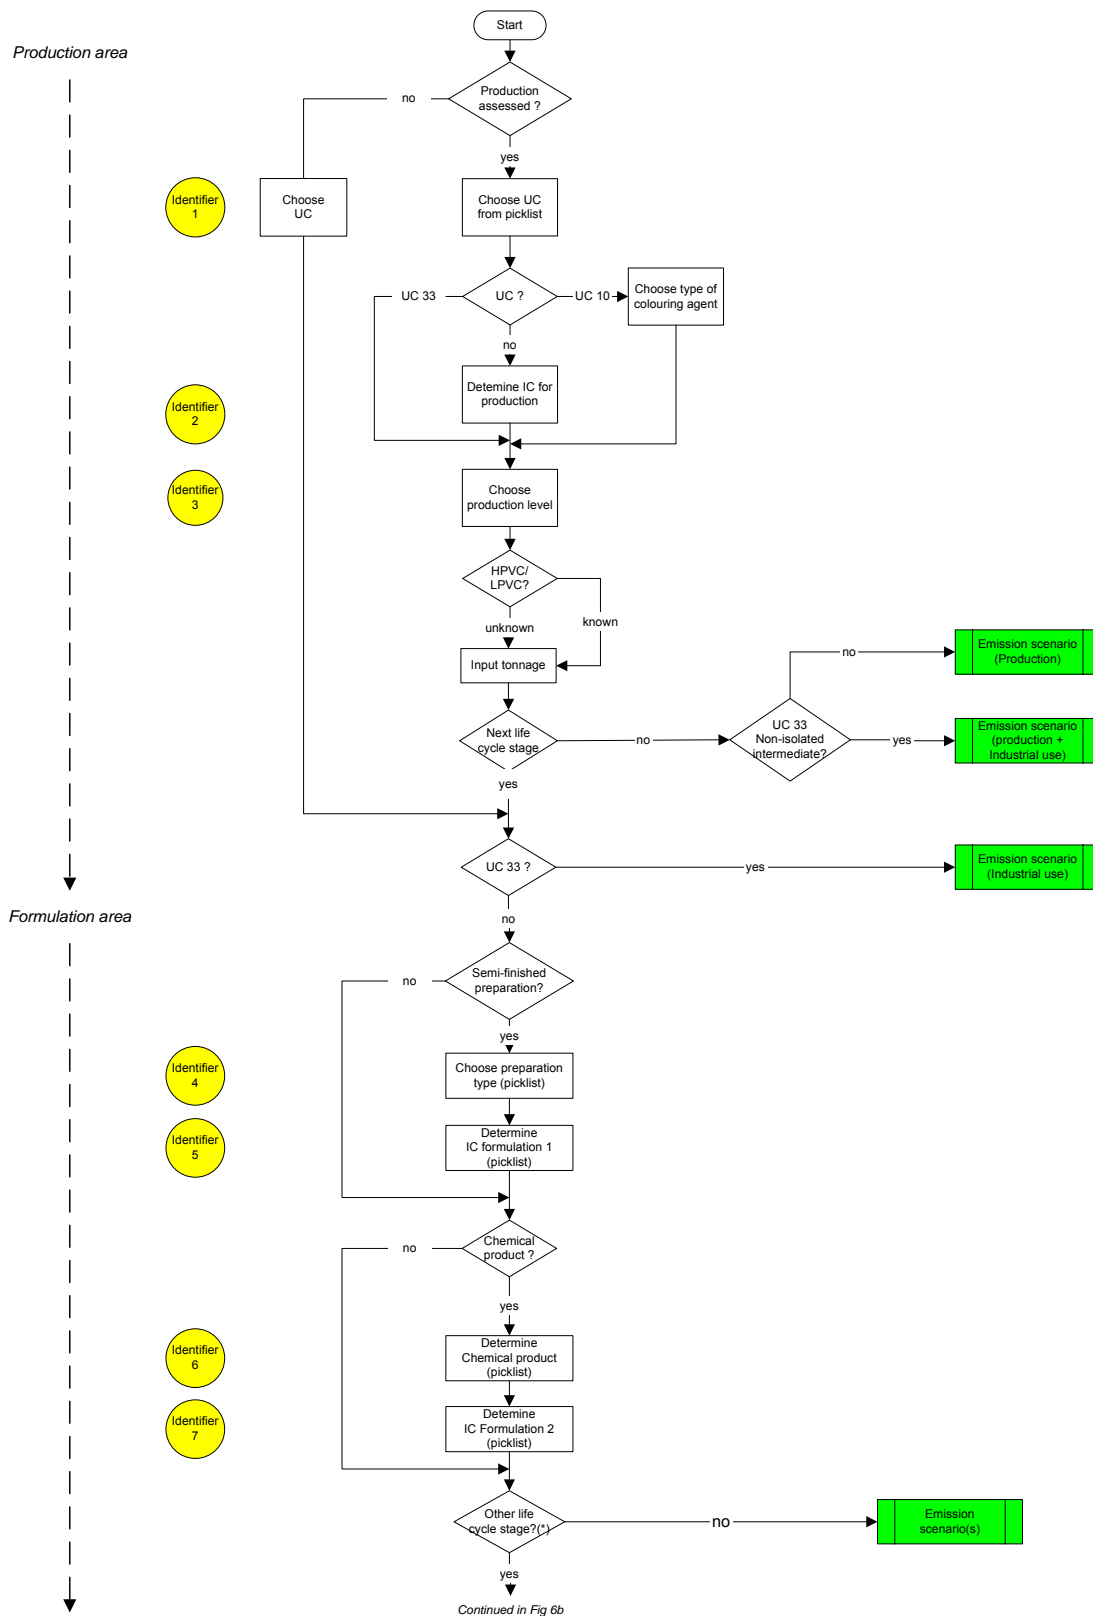 Start
Production area
Production
assessed ?
no
yes
Identifier
1
Choose
UC
Choose UC
from picklist
UC 33
UC ?
UC 10
Choose type of
colouring agent
no
Identifier
2
Detemine IC for
production
Identifier
3
Choose
production level
HPVC/
LPVC?
unknown
known
Input tonnage
no
Emission scenario
(Production)
Next life
cycle stage
no
UC 33
Non-isolated
intermediate?
yes
Emission scenario
(production +
Industrial use)
yes
UC 33 ?
yes
Emission scenario
(Industrial use)
Formulation area
no
no
Semi-finished
preparation?
yes
Identifier
4
Choose preparation
type (picklist)
Identifier
5
Determine
IC formulation 1
(picklist)
no
Chemical
product ?
yes
Identifier
6
Determine
Chemical product
(picklist)
Identifier
7
Detemine
IC Formulation 2
(picklist)
Other life
cycle stage?(*)
no
Emission
scenario(s)
yes
Continued in Fig 6b